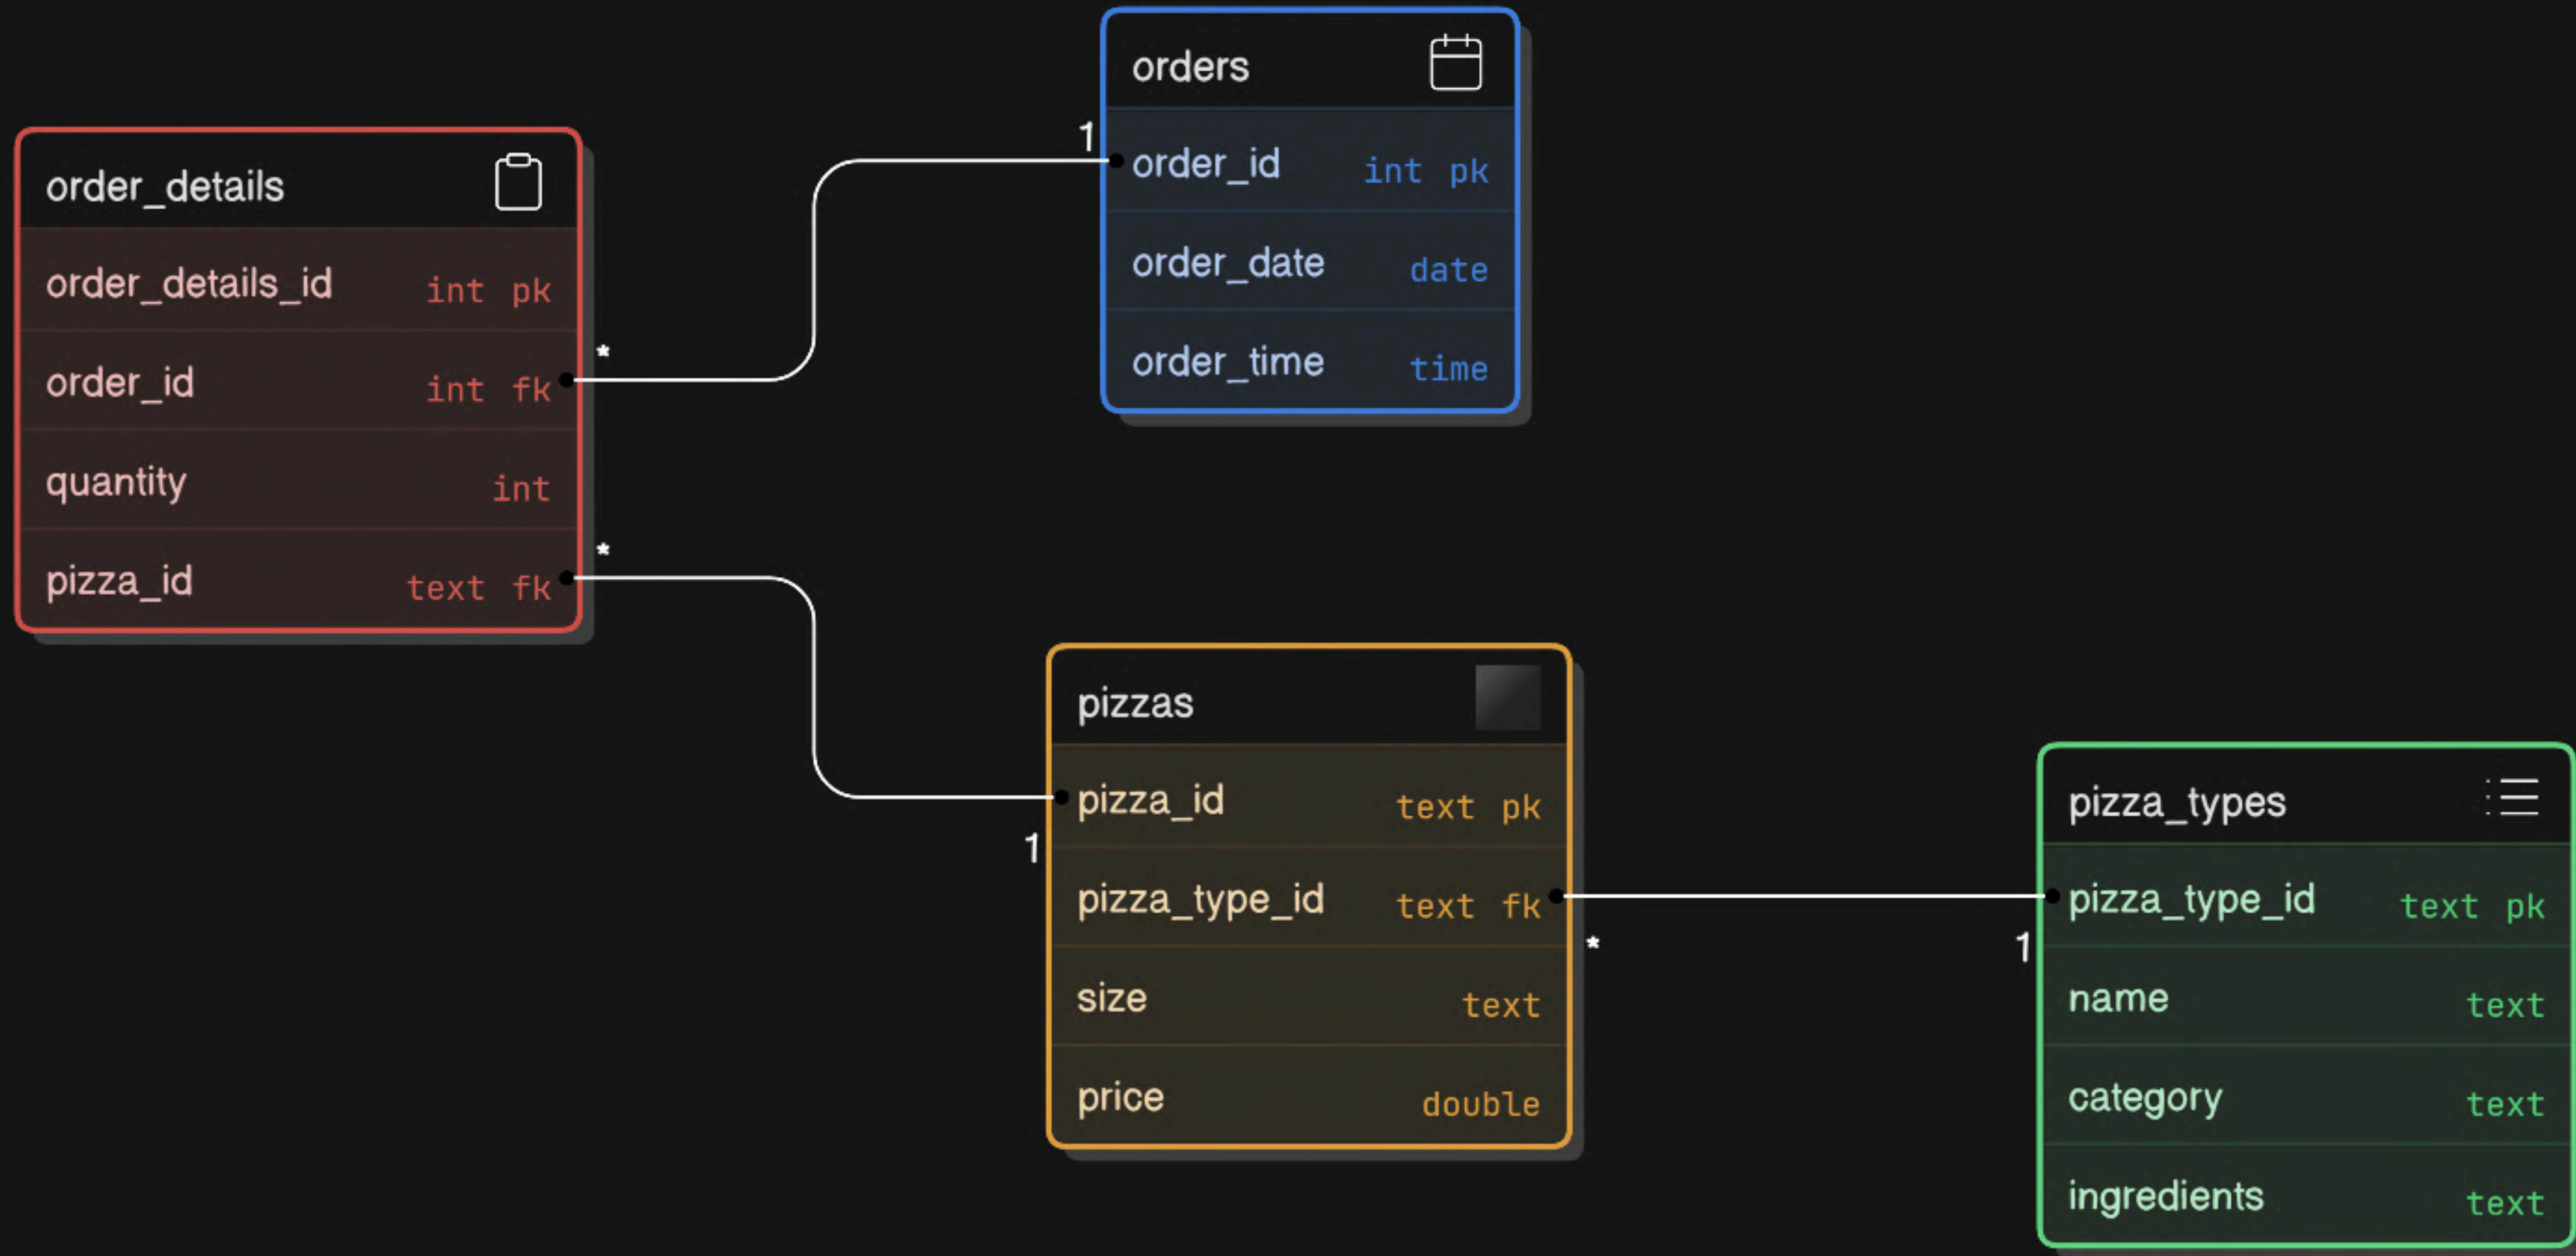 order_details
order_details_id int pk
order_id int fk
*
quantity int
*
pizza_id text fk
orders
1
order_id int pk
order_date date
order_time time
pizzas
pizza_id text pk
1
pizza_type_id text fk
*
size text
price double
pizza_types
pizza_type_id text pk
1
name text
category text
ingredients text